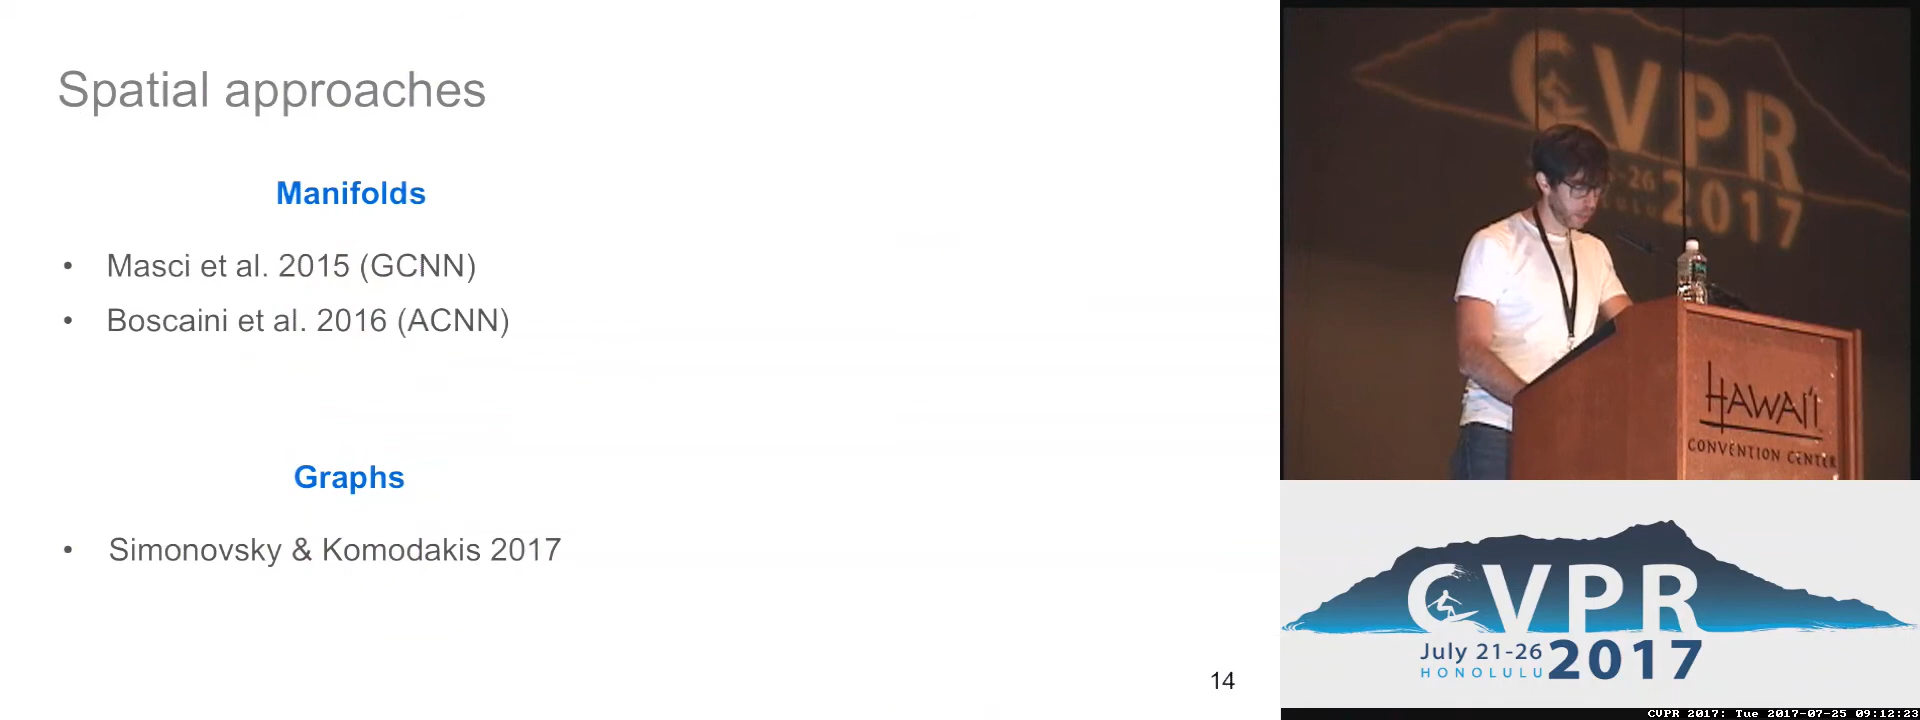 Spatial approaches
Manifolds
• Masci et al. 2015 (GCNN)
• Boscaini et al. 2016 (ACNN)
Graphs
• Simonovsky & Komodakis 2017
14
CVPR
-26
2017
HAWAI'I
CONVENTION CENTER
CVPR
July 21-26
HONOLULU
2017
CVPR 2017: Tue 2017-07-25 09:12:23